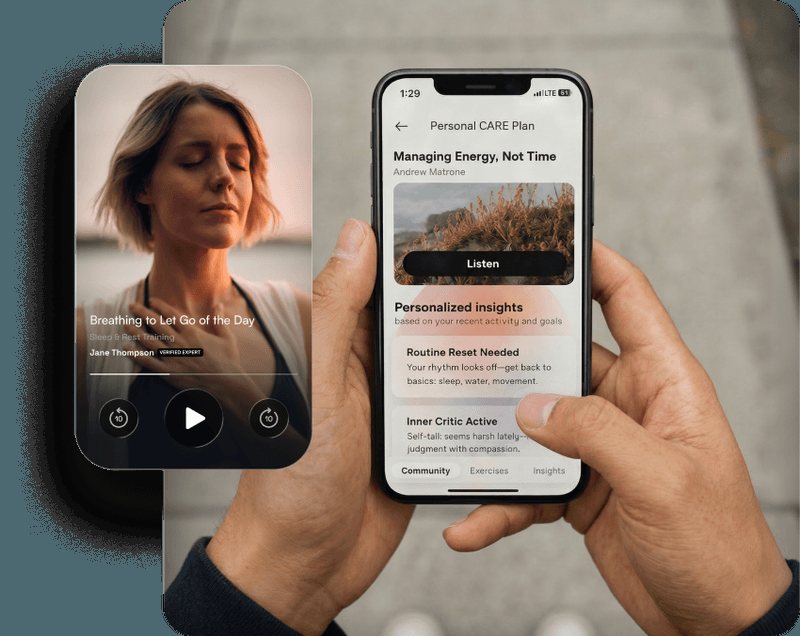 Breathing to Let Go of the Day
Sleep & Rest Training
Jane Thompson VERIFIED EXPERT
10
10
1:29
LTE
Personal CARE Plan
Managing Energy, Not Time
Andrew Matrone
Listen
Personalized insights
based on your recent activity and goals
Routine Reset Needed
Your rhythm looks off—get back to
basics: sleep, water, movement.
Inner Critic Active
Self-tall: seems harsh lately—
judgment with compassion.
Community
Exercises
Insights